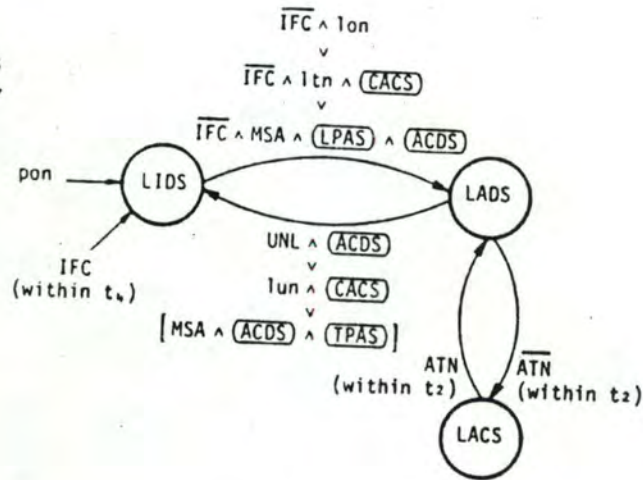 IFC ∧ lon
∨
IFC ∧ ltn ∧ CACS
∨
IFC ∧ MSA ∧ LPAS ∧ ACDS
pon
LIDS
LADS
IFC
(within t₄)
UNL ∧ ACDS
∨
lun ∧ CACS
∨
[MSA ∧ ACDS ∧ TPAS]
ATN
(within t₂)
ATN
(within t₂)
LACS